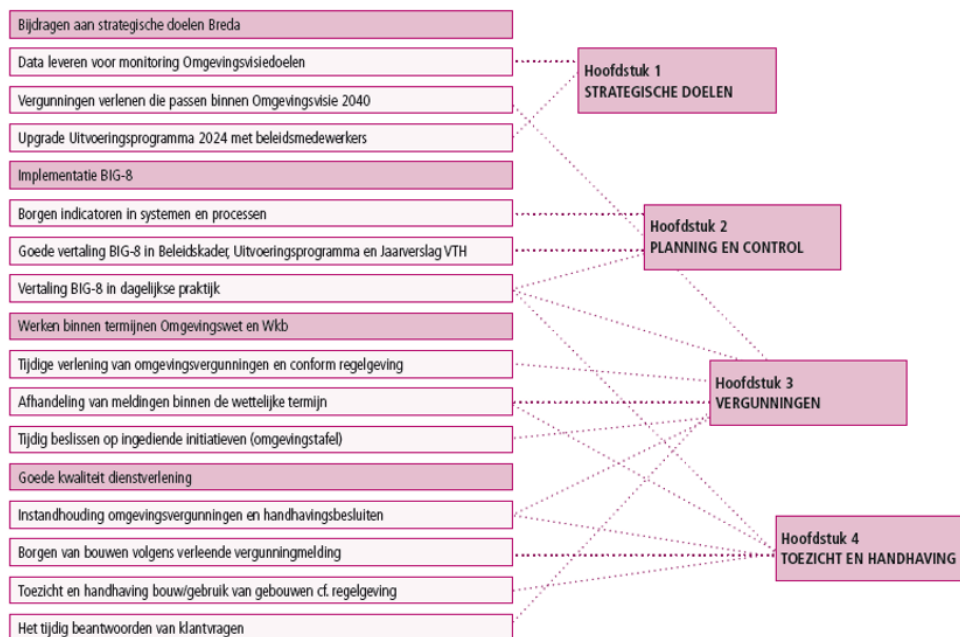 Bijdragen aan strategische doelen Breda
Data leveren voor monitoring Omgevingsvisiedoelen
Vergunningen verlenen die passen binnen Omgevingsvisie 2040
Upgrade Uitvoeringsprogramma 2024 met beleidsmedewerkers
Implementatie BIG-8
Borgen indicatoren in systemen en processen
Goede vertaling BIG-8 in Beleidskader, Uitvoeringsprogramma en Jaarverslag VTH
Vertaling BIG-8 in dagelijkse praktijk
Werken binnen termijnen Omgevingswet en Wkb
Tijdige verlening van omgevingsvergunningen en conform regelgeving
Afhandeling van meldingen binnen de wettelijke termijn
Tijdig beslissen op ingediende initiatieven (omgevingstafel)
Goede kwaliteit dienstverlening
Instandhouding omgevingsvergunningen en handhavingsbesluiten
Borgen van bouwen volgens verleende vergunningmelding
Toezicht en handhaving bouw/gebruik van gebouwen cf. regelgeving
Het tijdig beantwoorden van klantvragen
Hoofdstuk 1
STRATEGISCHE DOELEN
Hoofdstuk 2
PLANNING EN CONTROL
Hoofdstuk 3
VERGUNNINGEN
Hoofdstuk 4
TOEZICHT EN HANDHAVING